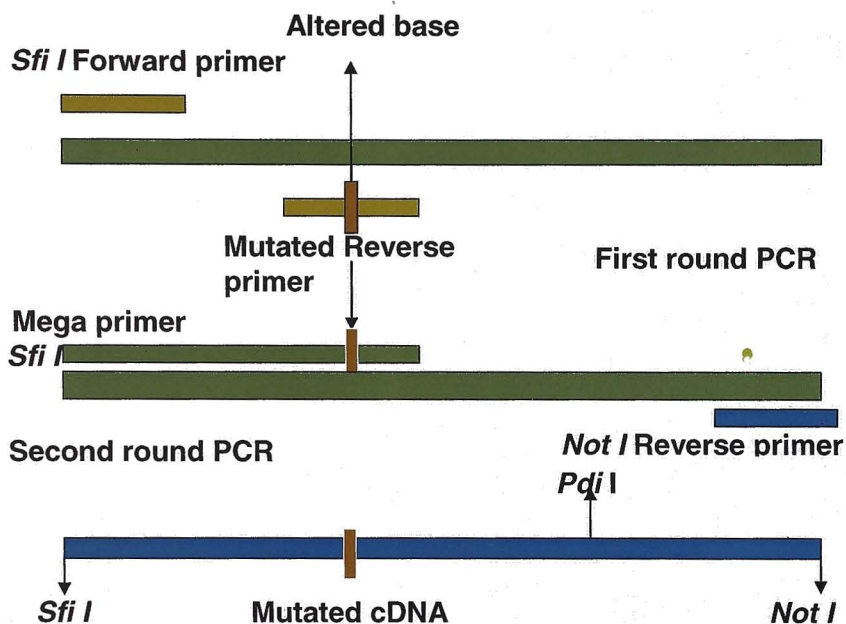 Altered base
Sfi I Forward primer
Mutated Reverse
primer
First round PCR
Mega primer
Sfi I
Not I Reverse primer
Second round PCR
Pdi I
Sfi I
Mutated cDNA
Not I